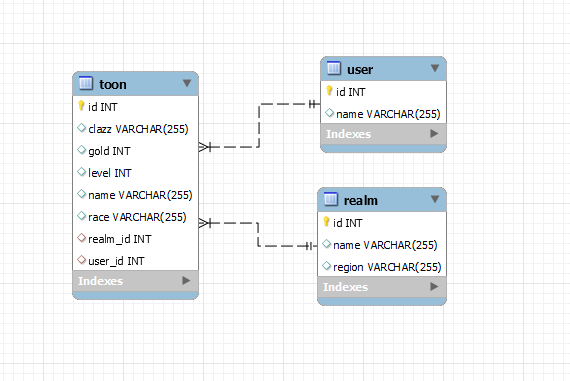 toon
id INT
clazz VARCHAR(255)
gold INT
level INT
name VARCHAR(255)
race VARCHAR(255)
realm_id INT
user_id INT
Indexes
user
id INT
name VARCHAR(255)
Indexes
realm
id INT
name VARCHAR(255)
region VARCHAR(255)
Indexes